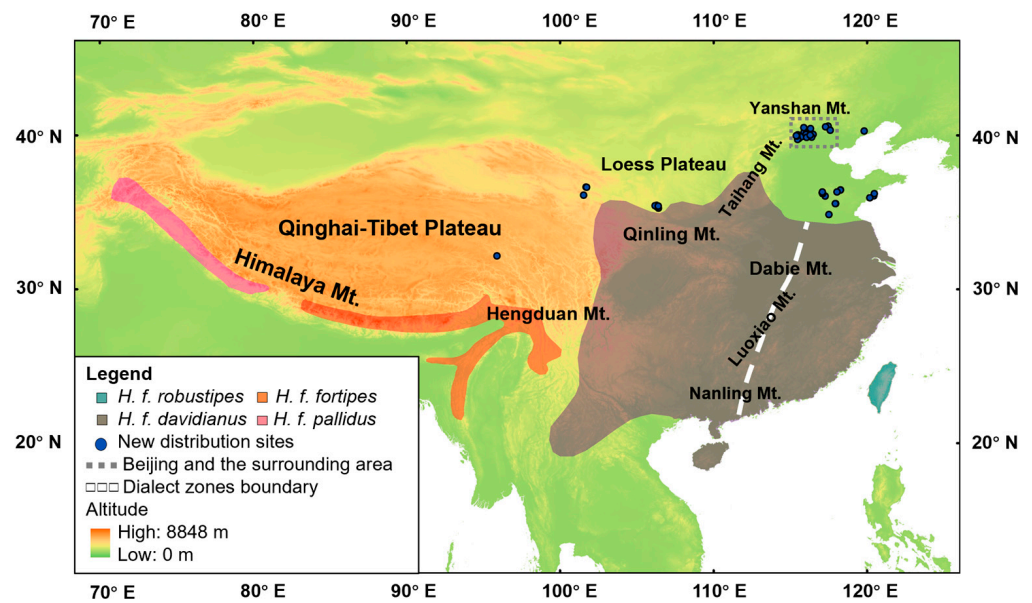 70° E 80° E 90° E 100° E 110° E 120° E
Yanshan Mt.
40° N 40° N
Loess Plateau
Taihang Mt.
Qinghai-Tibet Plateau
Qinling Mt.
Himalaya Mt.
Dabie Mt.
30° N 30° N
Hengduan Mt.
Luoxiao Mt.
Nanling Mt.
Legend
H. f. robustipes H. f. fortipes
H. f. davidianus H. f. pallidus
New distribution sites
Beijing and the surrounding area
Dialect zones boundary
Altitude
High: 8848 m
Low: 0 m
20° N 20° N
70° E 80° E 90° E 100° E 110° E 120° E